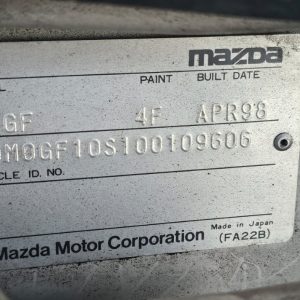 mazda
PAINT BUILT DATE
GF 4F APR98
M0GF10S100109606
CLE ID. NO.
Mazda Motor Corporation
Made in Japan
(FA22B)